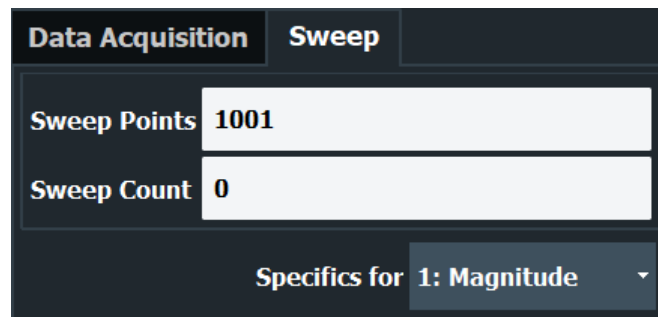 Data Acquisition Sweep
Sweep Points 1001
Sweep Count 0
Specifics for 1: Magnitude